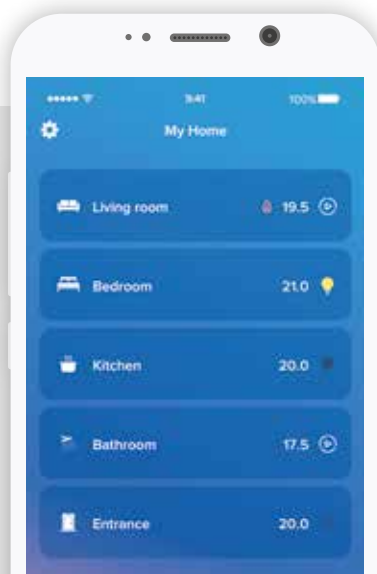 9:41 100%
My Home
Living room 19.5
Bedroom 21.0
Kitchen 20.0
Bathroom 17.5
Entrance 20.0